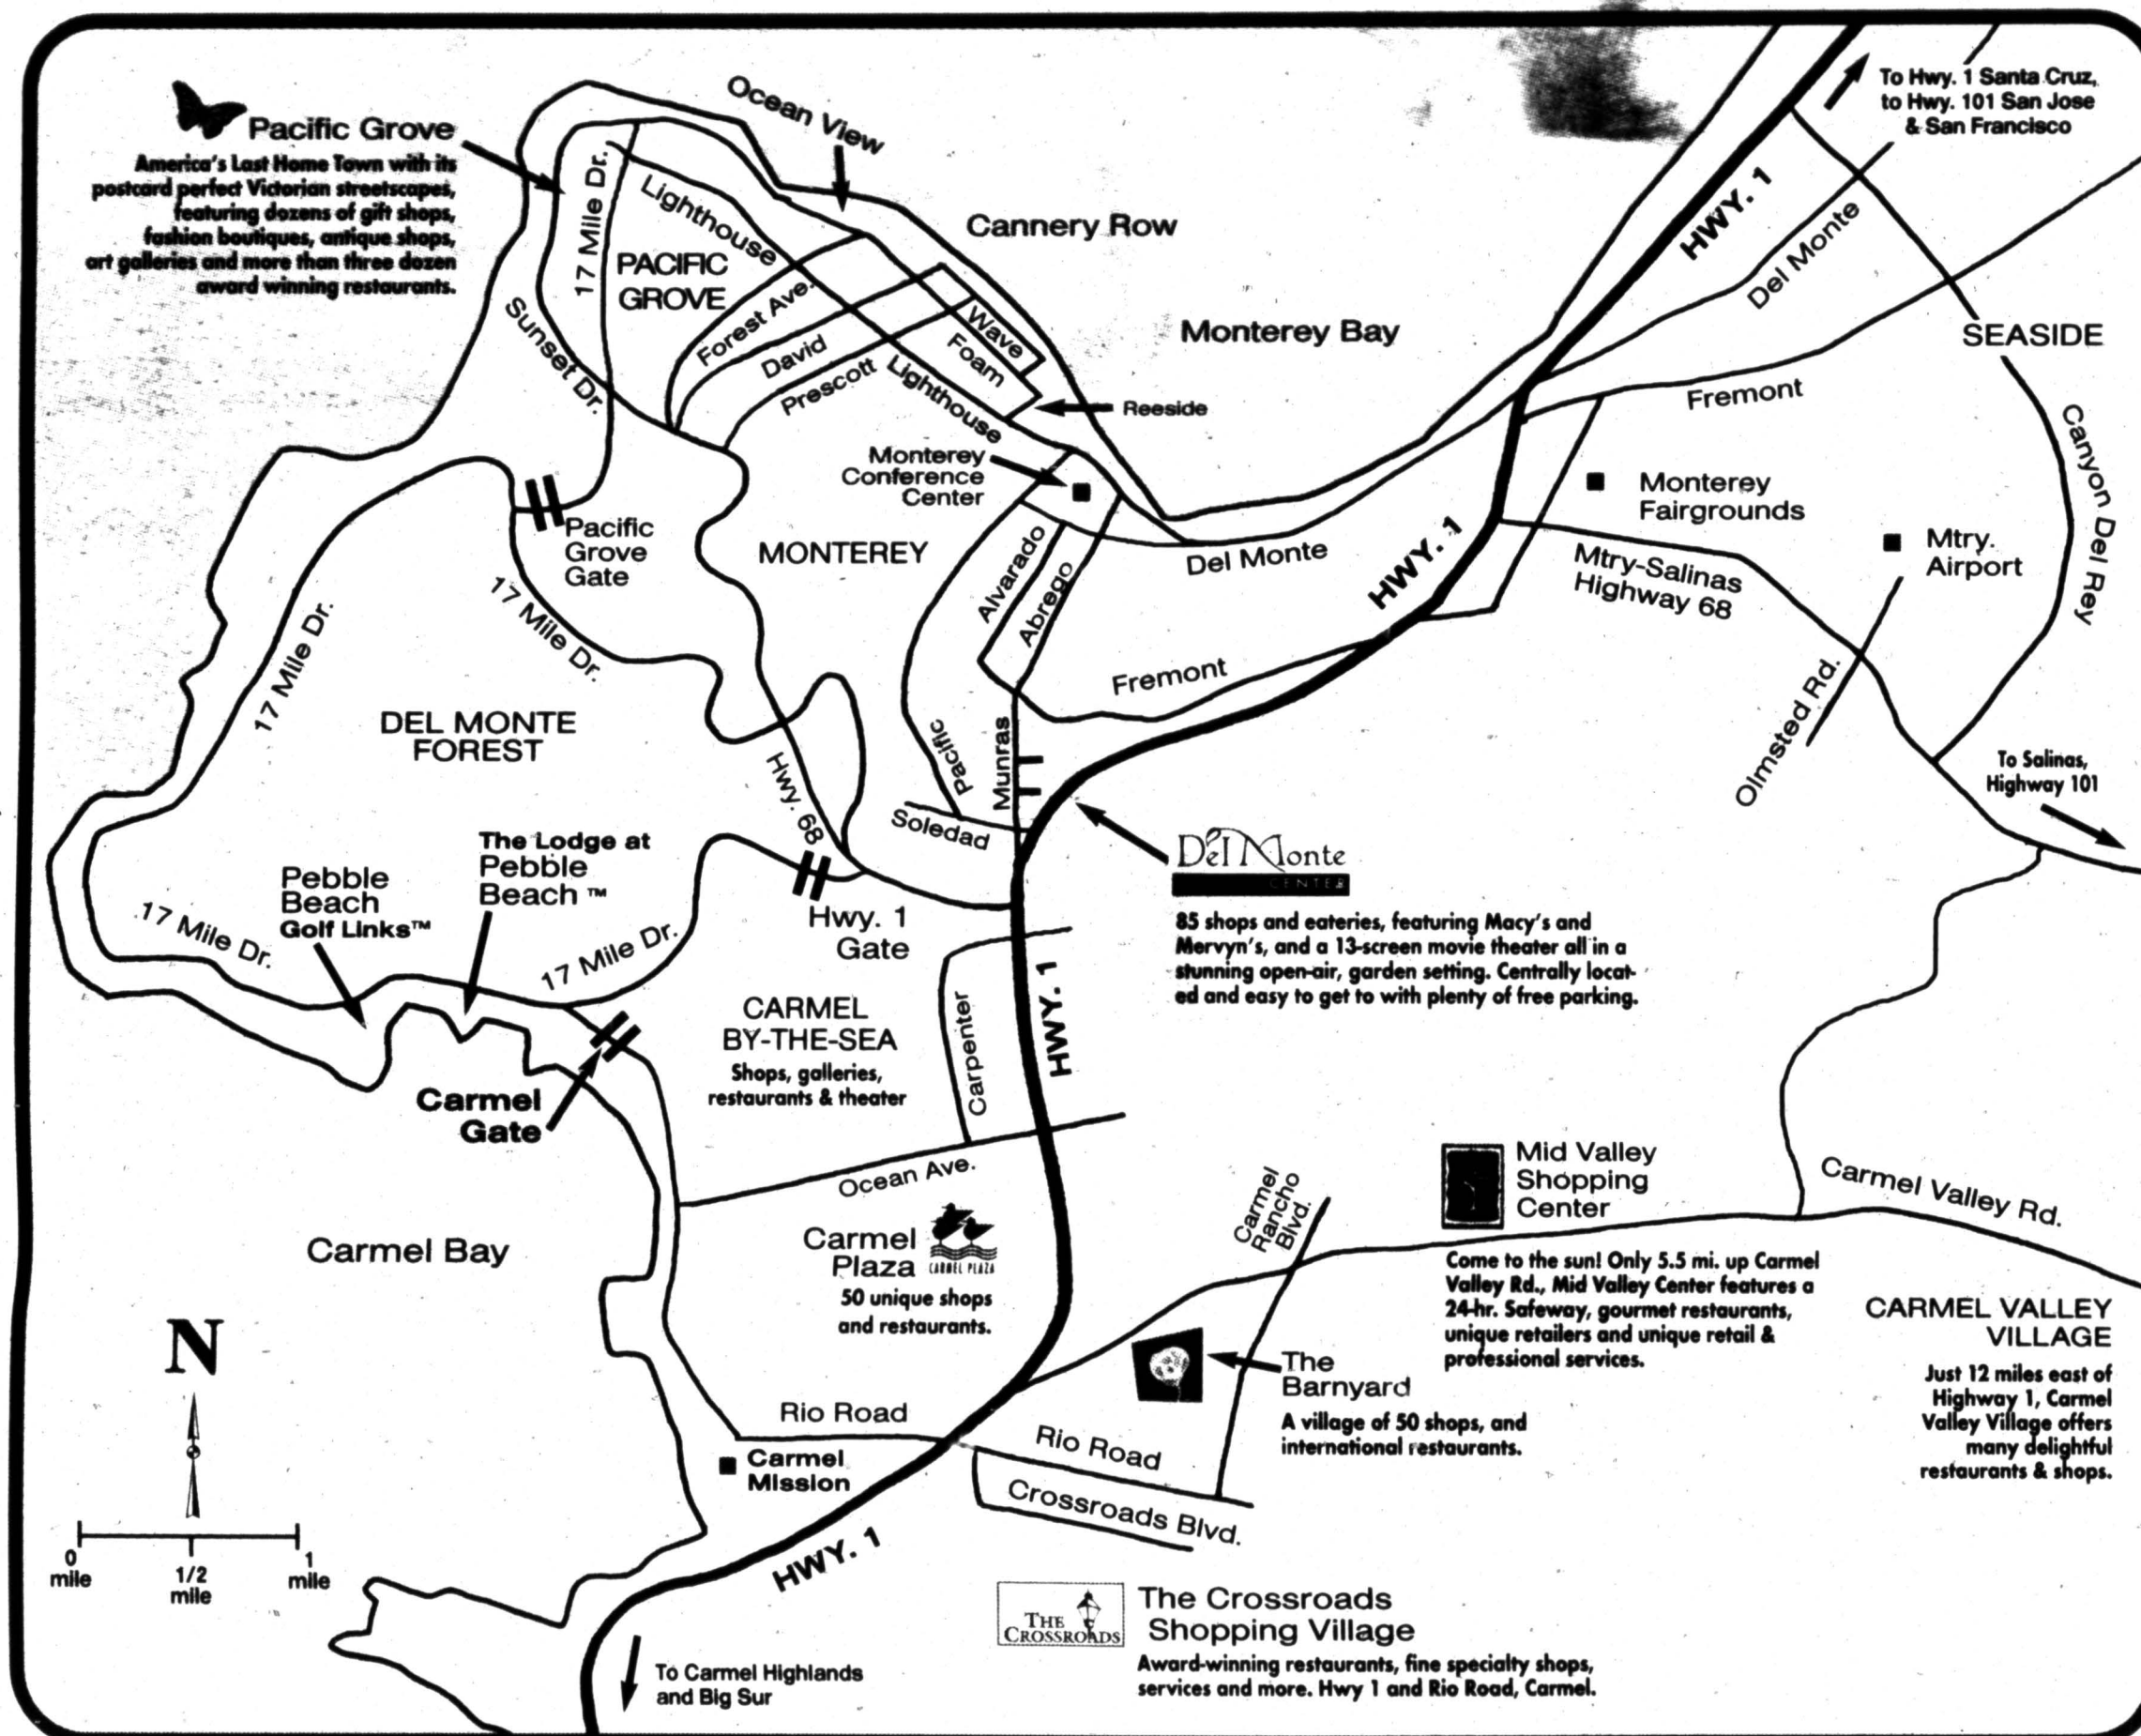 Pacific Grove
America's Last Home Town with its
postcard perfect Victorian streetscapes,
featuring dozens of gift shops,
fashion boutiques, antique shops,
art galleries and more than three dozen
award winning restaurants.
Ocean View
Cannery Row
Monterey Bay
To Hwy. 1 Santa Cruz,
to Hwy. 101 San Jose
& San Francisco
HWY. 1
Del Monte
SEASIDE
Fremont
Canyon Del Rey
17 Mile Dr.
Lighthouse
PACIFIC
GROVE
Forest Ave.
David
Prescott
Lighthouse
Wave
Foam
Reeside
Sunset Dr.
Monterey
Conference
Center
Monterey
Fairgrounds
Mtry.
Airport
Pacific
Grove
Gate
MONTEREY
Alvarado
Abrego
Del Monte
HWY. 1
Mtry-Salinas
Highway 68
Olmsted Rd.
17 Mile Dr.
17 Mile Dr.
Fremont
DEL MONTE
FOREST
Hwy. 68
Pacific
Munras
Soledad
To Salinas,
Highway 101
Del Monte
CENTER
85 shops and eateries, featuring Macy's and
Mervyn's, and a 13-screen movie theater all in a
stunning open-air, garden setting. Centrally locat-
ed and easy to get to with plenty of free parking.
The Lodge at
Pebble
Beach ™
Pebble
Beach
Golf Links™
17 Mile Dr.
17 Mile Dr.
Hwy. 1
Gate
CARMEL
BY-THE-SEA
Shops, galleries,
restaurants & theater
Carpenter
HWY. 1
Carmel
Gate
Ocean Ave.
Carmel Bay
Carmel
Plaza
CARMEL PLAZA
50 unique shops
and restaurants.
Carmel
Rancho
Blvd.
Mid Valley
Shopping
Center
Come to the sun! Only 5.5 mi. up Carmel
Valley Rd., Mid Valley Center features a
24-hr. Safeway, gourmet restaurants,
unique retailers and unique retail &
professional services.
Carmel Valley Rd.
CARMEL VALLEY
VILLAGE
Just 12 miles east of
Highway 1, Carmel
Valley Village offers
many delightful
restaurants & shops.
The
Barnyard
A village of 50 shops, and
international restaurants.
Rio Road
Rio Road
Crossroads Blvd.
Carmel
Mission
HWY. 1
N
0
mile
1/2
mile
1
mile
To Carmel Highlands
and Big Sur
THE
CROSSROADS
The Crossroads
Shopping Village
Award-winning restaurants, fine specialty shops,
services and more. Hwy 1 and Rio Road, Carmel.